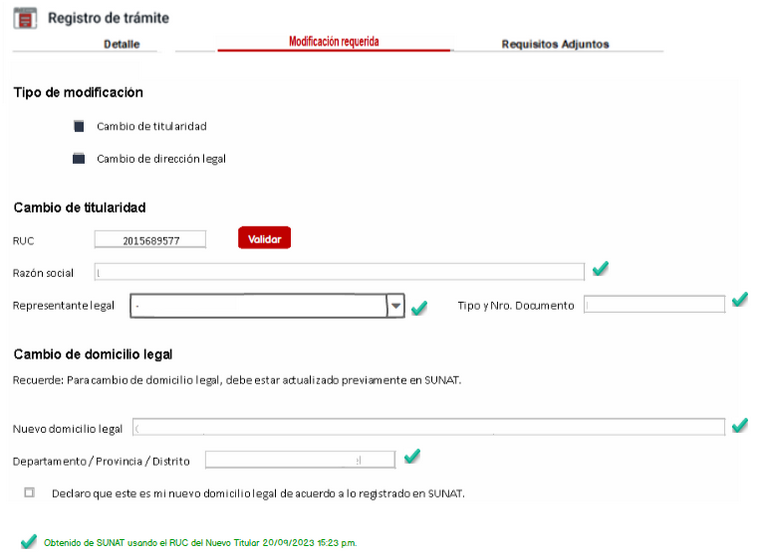 Registro de trámite
Detalle Modificación requerida Requisitos Adjuntos
Tipo de modificación
Cambio de titularidad
Cambio de dirección legal
Cambio de titularidad
RUC 2015689577 Validar
Razón social
Representante legal Tipo y Nro. Documento
Cambio de domicilio legal
Recuerde: Para cambio de domicilio legal, debe estar actualizado previamente en SUNAT.
Nuevo domicilio legal
Departamento / Provincia / Distrito
Declaro que este es mi nuevo domicilio legal de acuerdo a lo registrado en SUNAT.
Obtenido de SUNAT usando el RUC del Nuevo Titular 20/09/2023 15:23 p.m.